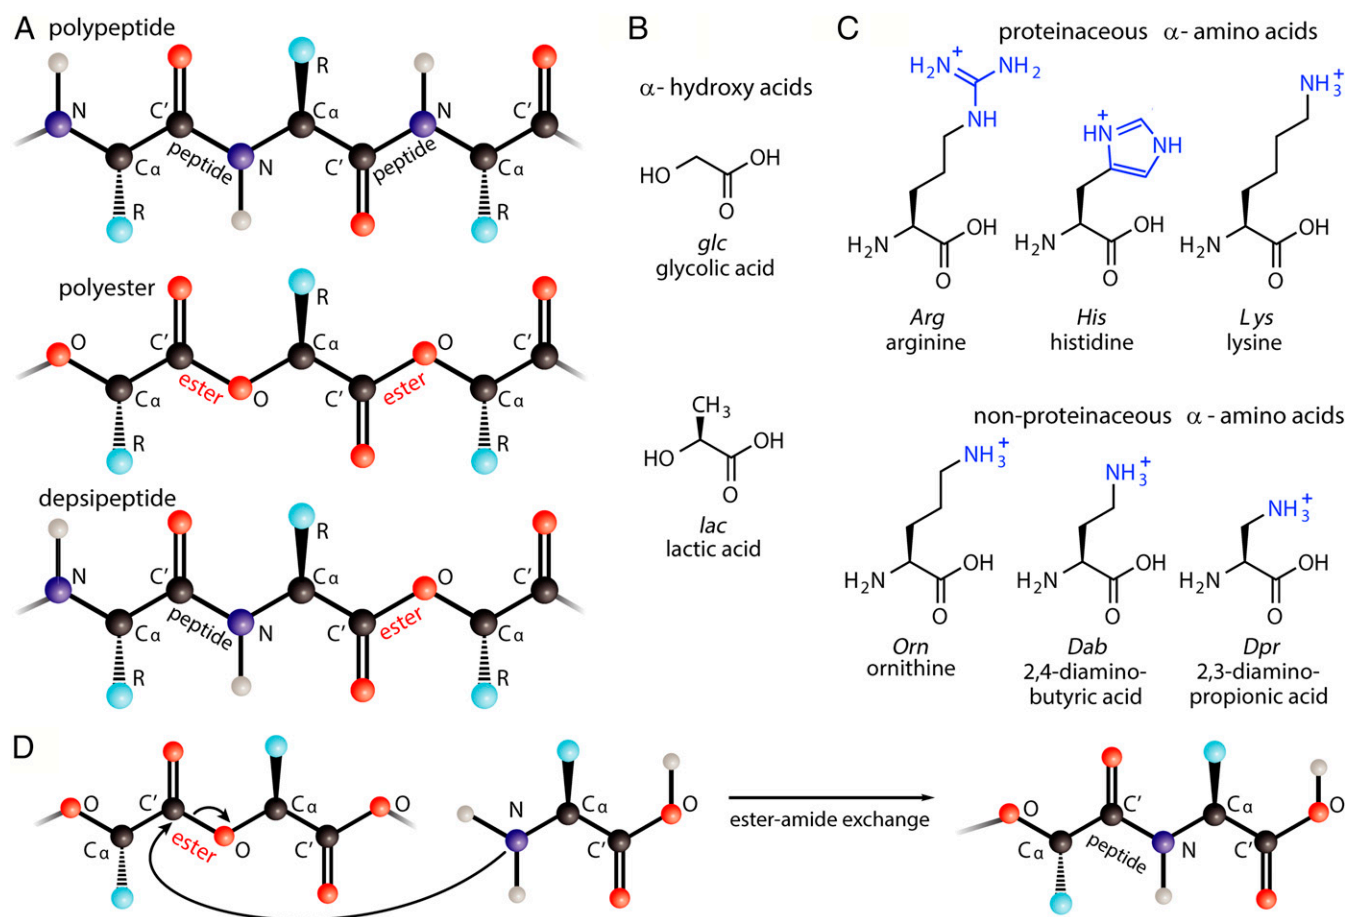 A
polypeptide
N
C′
R
Cα
N
C′
peptide
peptide
Cα
N
C′
Cα
R
R
polyester
O
C′
R
Cα
O
C′
ester
ester
Cα
O
C′
Cα
R
R
depsipeptide
N
C′
R
Cα
O
C′
peptide
ester
Cα
N
C′
Cα
R
R
B
α- hydroxy acids
HO
OH
O
glc
glycolic acid
CH3
HO
OH
O
lac
lactic acid
C
proteinaceous α- amino acids
H2N+
NH2
NH
H2N
OH
O
Arg
arginine
HN+
NH
H2N
OH
O
His
histidine
NH3+
H2N
OH
O
Lys
lysine
non-proteinaceous α- amino acids
NH3+
H2N
OH
O
Orn
ornithine
NH3+
H2N
OH
O
Dab
2,4-diamino-
butyric acid
NH3+
H2N
OH
O
Dpr
2,3-diamino-
propionic acid
D
O
C′
Cα
O
Cα
ester
O
C′
N
Cα
O
C′
ester-amide exchange
O
C′
Cα
O
Cα
peptide
N
C′